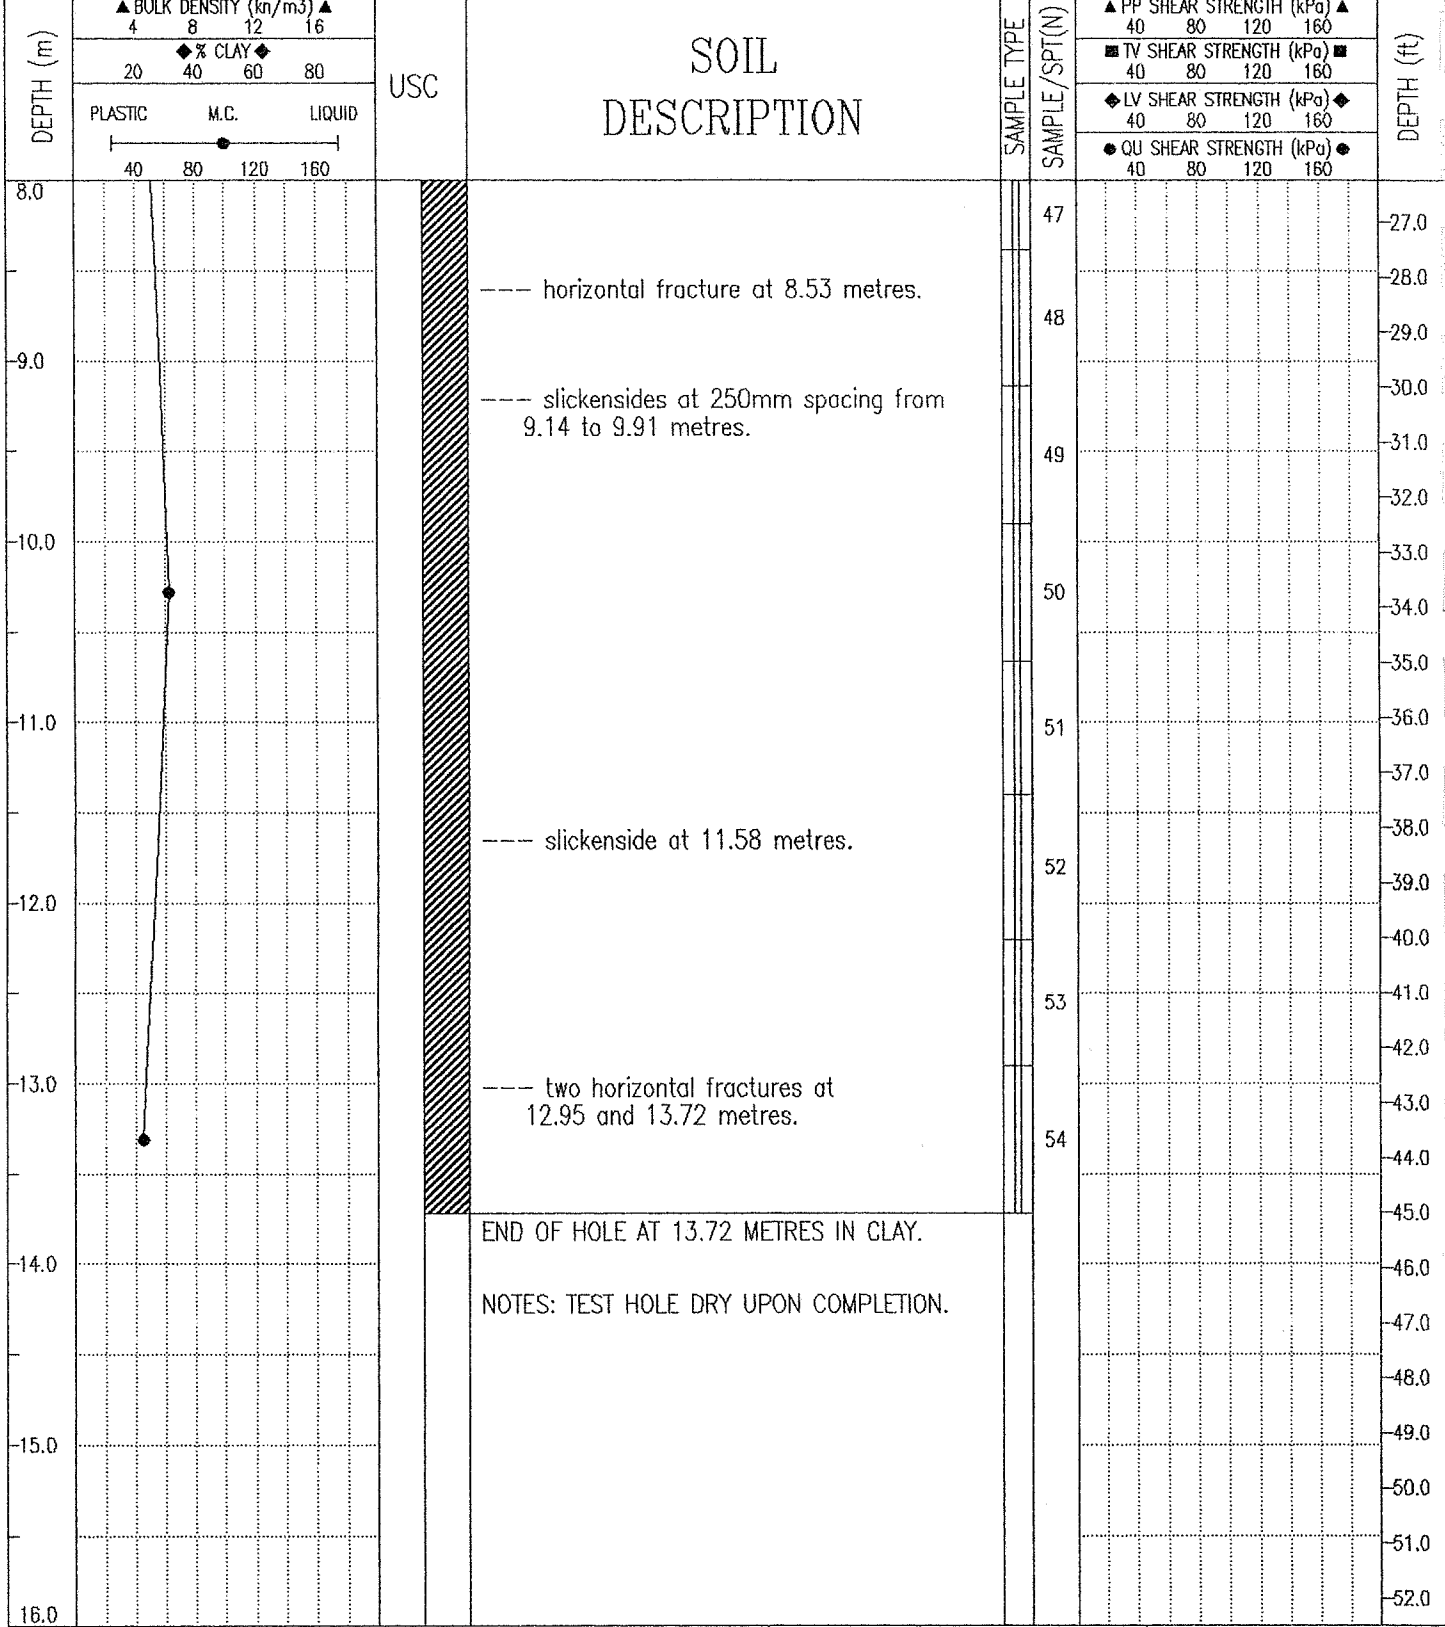 DEPTH (m)
▲ BULK DENSITY (kn/m3) ▲
4 8 12 16
◆ % CLAY ◆
20 40 60 80
PLASTIC M.C. LIQUID
40 80 120 160
USC
SOIL
DESCRIPTION
SAMPLE TYPE
SAMPLE/SPT(N)
▲ PP SHEAR STRENGTH (kPa) ▲
40 80 120 160
■ TV SHEAR STRENGTH (kPa) ■
40 80 120 160
◆ LV SHEAR STRENGTH (kPa) ◆
40 80 120 160
● QU SHEAR STRENGTH (kPa) ●
40 80 120 160
DEPTH (ft)
8.0
9.0
10.0
11.0
12.0
13.0
14.0
15.0
16.0
--- horizontal fracture at 8.53 metres.
--- slickensides at 250mm spacing from
9.14 to 9.91 metres.
--- slickenside at 11.58 metres.
--- two horizontal fractures at
12.95 and 13.72 metres.
END OF HOLE AT 13.72 METRES IN CLAY.
NOTES: TEST HOLE DRY UPON COMPLETION.
47
48
49
50
51
52
53
54
27.0
28.0
29.0
30.0
31.0
32.0
33.0
34.0
35.0
36.0
37.0
38.0
39.0
40.0
41.0
42.0
43.0
44.0
45.0
46.0
47.0
48.0
49.0
50.0
51.0
52.0